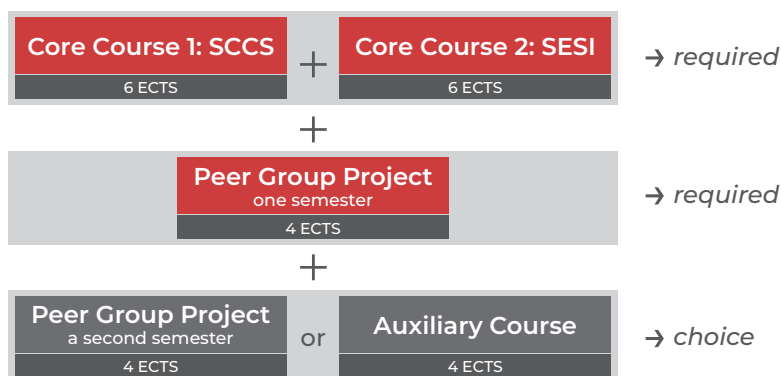 Core Course 1: SCCS + Core Course 2: SESI → required
6 ECTS 6 ECTS
+
Peer Group Project
one semester → required
4 ECTS
+
Peer Group Project
a second semester or Auxiliary Course → choice
4 ECTS 4 ECTS